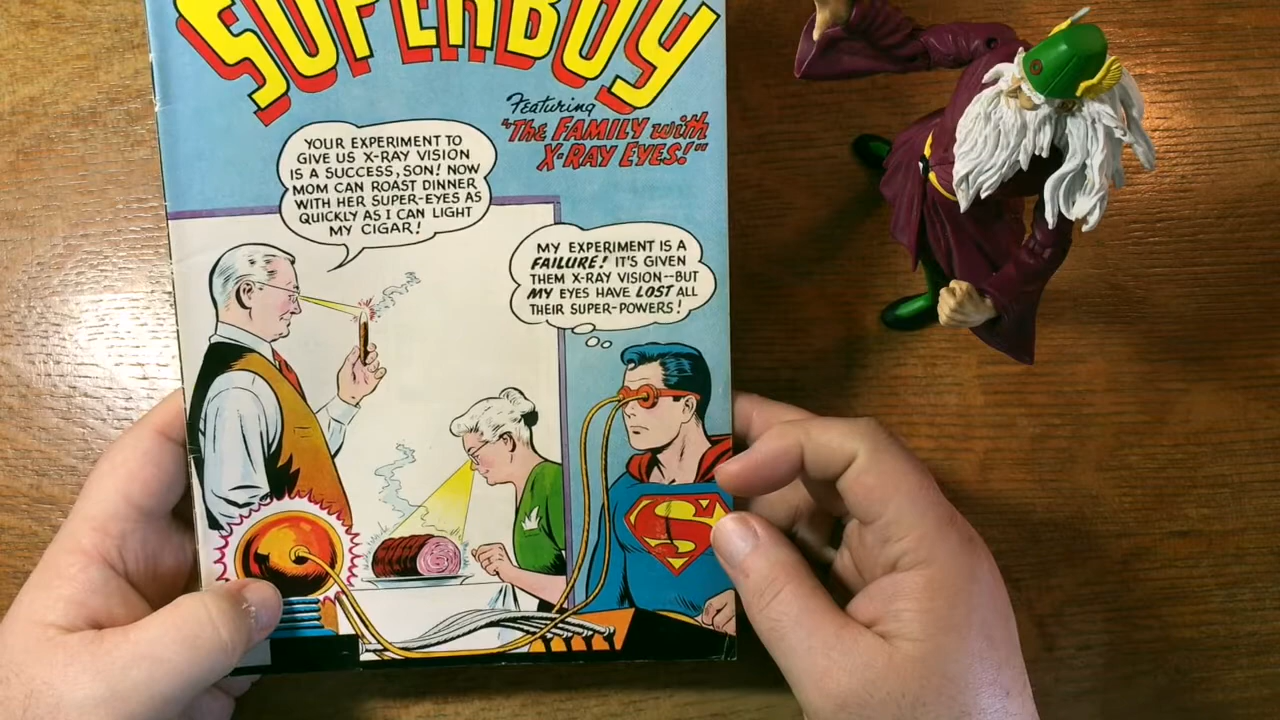 SUPERBOY
Featuring
"The FAMILY with
X-RAY EYES!"
YOUR EXPERIMENT TO
GIVE US X-RAY VISION
IS A SUCCESS, SON! NOW
MOM CAN ROAST DINNER
WITH HER SUPER-EYES AS
QUICKLY AS I CAN LIGHT
MY CIGAR!
MY EXPERIMENT IS A
FAILURE! IT'S GIVEN
THEM X-RAY VISION--BUT
MY EYES HAVE LOST ALL
THEIR SUPER-POWERS!
S